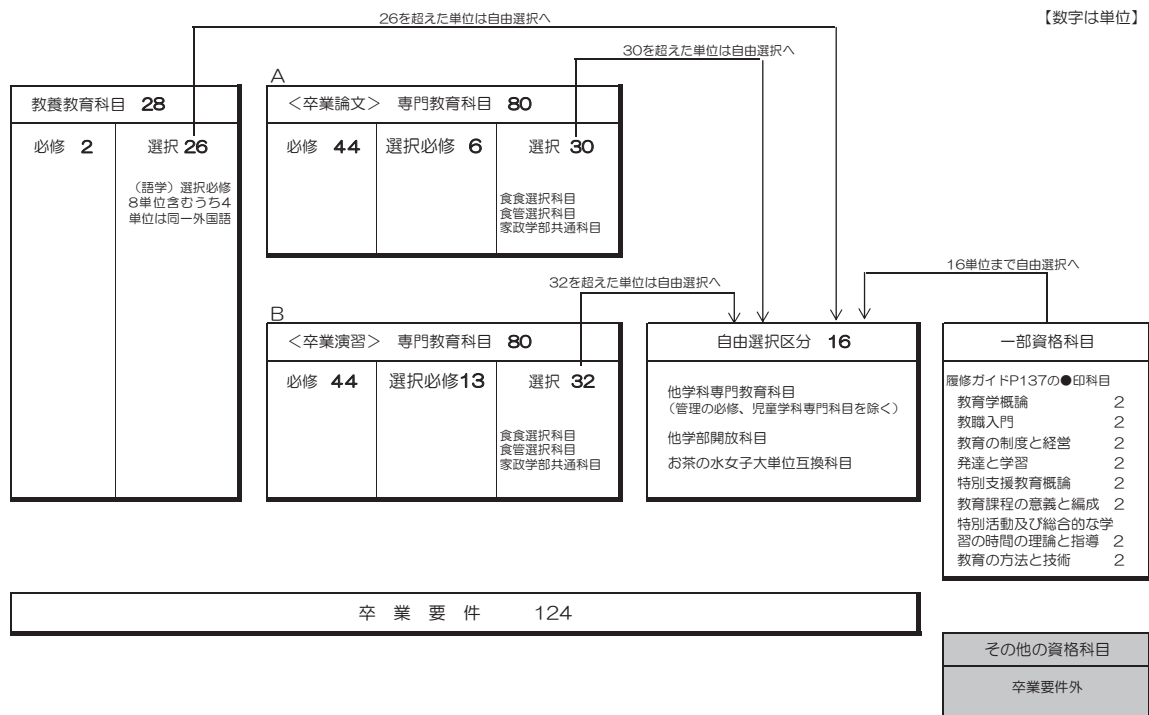 26を超えた単位は自由選択へ
【数字は単位】
30を超えた単位は自由選択へ
A
教養教育科目 28
必修 2
選択 26
（語学）選択必修
8単位含むうち4
単位は同一外国語
＜卒業論文＞ 専門教育科目 80
必修 44
選択必修 6
選択 30
食食選択科目
食管選択科目
家政学部共通科目
16単位まで自由選択へ
32を超えた単位は自由選択へ
B
＜卒業演習＞ 専門教育科目 80
必修 44
選択必修13
選択 32
食食選択科目
食管選択科目
家政学部共通科目
自由選択区分 16
他学科専門教育科目
（管理の必修、児童学科専門科目を除く）
他学部開放科目
お茶の水女子大単位互換科目
一部資格科目
履修ガイドP137の●印科目
教育学概論 2
教職入門 2
教育の制度と経営 2
発達と学習 2
特別支援教育概論 2
教育課程の意義と編成 2
特別活動及び総合的な学
習の時間の理論と指導 2
教育の方法と技術 2
卒業要件 124
その他の資格科目
卒業要件外